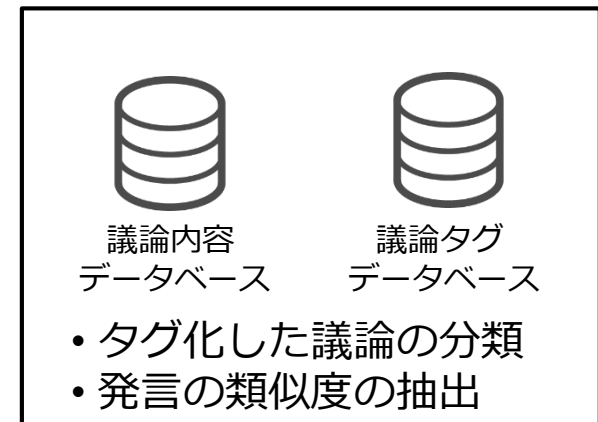 議論内容
データベース
議論タグ
データベース
• タグ化した議論の分類
• 発言の類似度の抽出